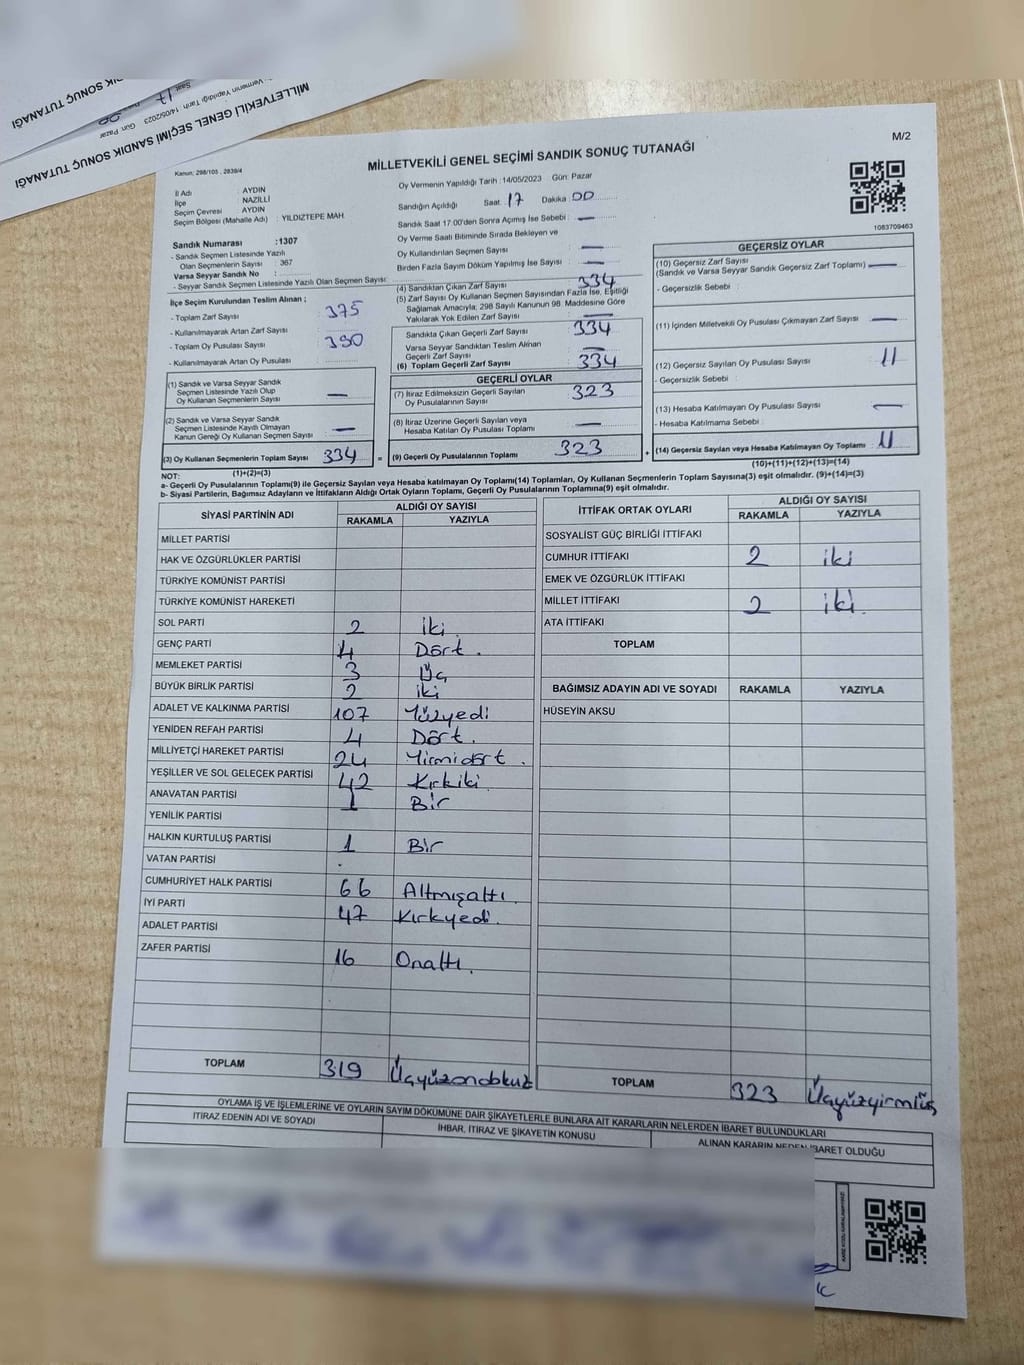 MİLLETVEKİLİ GENEL SEÇİMİ SANDIK SONUÇ TUTANAĞI
Vermenin Yapıldığı Tarih: 14/05/2023 Gün: Pazar
Saat 17
SONUÇ TUTANAĞI
M/2
MİLLETVEKİLİ GENEL SEÇİMİ SANDIK SONUÇ TUTANAĞI
Kanun; 298/105 , 2839/4
İl Adı AYDIN
İlçe NAZİLLİ
Seçim Çevresi AYDIN
Seçim Bölgesi (Mahalle Adı) : YILDIZTEPE MAH.
Sandık Numarası :1307
- Sandık Seçmen Listesinde Yazılı
Olan Seçmenlerin Sayısı : 367
Varsa Seyyar Sandık No :
- Seyyar Sandık Seçmen Listesinde Yazılı Olan Seçmen Sayısı:
Oy Vermenin Yapıldığı Tarih :14/05/2023 Gün: Pazar
Sandığın Açıldığı Saat: 17 Dakika 00
Sandık Saat 17:00'den Sonra Açımış İse Sebebi : —
Oy Verme Saati Bitiminde Sırada Bekleyen ve
Oy Kullandırılan Seçmen Sayısı —
Birden Fazla Sayım Döküm Yapılmış İse Sayısı : —
1083709463
İlçe Seçim Kurulundan Teslim Alınan ;
- Toplam Zarf Sayısı : 375
- Kullanılmayarak Artan Zarf Sayısı :
- Toplam Oy Pusulası Sayısı : 390
- Kullanılmayarak Artan Oy Pusulası :
(4) Sandıktan Çıkan Zarf Sayısı : 334
(5) Zarf Sayısı Oy Kullanan Seçmen Sayısından Fazla İse, Eşitliği
Sağlamak Amacıyla; 298 Sayılı Kanunun 98. Maddesine Göre
Yakılarak Yok Edilen Zarf Sayısı : —
Sandıkta Çıkan Geçerli Zarf Sayısı : 334
Varsa Seyyar Sandıktan Teslim Alınan
Geçerli Zarf Sayısı : —
(6) Toplam Geçerli Zarf Sayısı : 334
GEÇERSİZ OYLAR
(10) Geçersiz Zarf Sayısı
(Sandık ve Varsa Seyyar Sandık Geçersiz Zarf Toplamı) —
- Geçersizlik Sebebi :
(11) İçinden Milletvekili Oy Pusulası Çıkmayan Zarf Sayısı : —
(12) Geçersiz Sayılan Oy Pusulası Sayısı : 11
- Geçersizlik Sebebi :
(13) Hesaba Katılmayan Oy Pusulası Sayısı : —
- Hesaba Katılmama Sebebi :
(14) Geçersiz Sayılan veya Hesaba Katılmayan Oy Toplamı : 11
(10)+(11)+(12)+(13)=(14)
(1) Sandık ve Varsa Seyyar Sandık
Seçmen Listesinde Yazılı Olup
Oy Kullanan Seçmenlerin Sayısı : —
(2) Sandık ve Varsa Seyyar Sandık
Seçmen Listesinde Kayıtlı Olmayan
Kanun Gereği Oy Kullanan Seçmen Sayısı : —
(3) Oy Kullanan Seçmenlerin Toplam Sayısı : 334 =
(1)+(2)=(3)
GEÇERLİ OYLAR
(7) İtiraz Edilmeksizin Geçerli Sayılan
Oy Pusulalarının Sayısı : 323
(8) İtiraz Üzerine Geçerli Sayılan veya
Hesaba Katılan Oy Pusulası Toplamı : —
(9) Geçerli Oy Pusulalarının Toplamı : 323 +
NOT:
a- Geçerli Oy Pusulası Toplamı(9) ile Geçersiz Sayılan veya Hesaba katılmayan Oy Toplamı(14) Toplamları, Oy Kullanan Seçmenlerin Toplam Sayısına(3) eşit olmalıdır. (9)+(14)=(3)
b- Siyasi Partilerin, Bağımsız Adayların ve İttifakların Aldığı Ortak Oyların Toplamı, Geçerli Oy Pusulalarının Toplamına(9) eşit olmalıdır.
SİYASİ PARTİNİN ADI ALDIĞI OY SAYISI
RAKAMLA YAZIYLA
MİLLET PARTİSİ
HAK VE ÖZGÜRLÜKLER PARTİSİ
TÜRKİYE KOMÜNİST PARTİSİ
TÜRKİYE KOMÜNİST HAREKETİ
SOL PARTİ 2 İki.
GENÇ PARTİ 4 Dört.
MEMLEKET PARTİSİ 3 Üç
BÜYÜK BİRLİK PARTİSİ 2 iki
ADALET VE KALKINMA PARTİSİ 107 Yüzyedi
YENİDEN REFAH PARTİSİ 4 Dört.
MİLLİYETÇİ HAREKET PARTİSİ 24 Yirmidört.
YEŞİLLER VE SOL GELECEK PARTİSİ 42 Kırkiki.
ANAVATAN PARTİSİ 1 Bir
YENİLİK PARTİSİ
HALKIN KURTULUŞ PARTİSİ 1 Bir
VATAN PARTİSİ
CUMHURİYET HALK PARTİSİ 66 Altmışaltı.
İYİ PARTİ 47 Kırkyedi.
ADALET PARTİSİ
ZAFER PARTİSİ 16 Onaltı.
TOPLAM 319 Üçyüzondokuz
İTTİFAK ORTAK OYLARI ALDIĞI OY SAYISI
RAKAMLA YAZIYLA
SOSYALİST GÜÇ BİRLİĞİ İTTİFAKI
CUMHUR İTTİFAKI 2 iki
EMEK VE ÖZGÜRLÜK İTTİFAKI
MİLLET İTTİFAKI 2 iki.
ATA İTTİFAKI
TOPLAM
BAĞIMSIZ ADAYIN ADI VE SOYADI RAKAMLA YAZIYLA
HÜSEYİN AKSU
TOPLAM 323 Üçyüzyirmiüç
OYLAMA İŞ VE İŞLEMLERİNE VE OYLARIN SAYIM DÖKÜMÜNE DAİR ŞİKAYETLERLE BUNLARA AİT KARARLARIN NELERDEN İBARET BULUNDUKLARI
İTİRAZ EDENİN ADI VE SOYADI İHBAR, İTİRAZ VE ŞİKAYETİN KONUSU ALINAN KARARIN NEDEN İBARET OLDUĞU